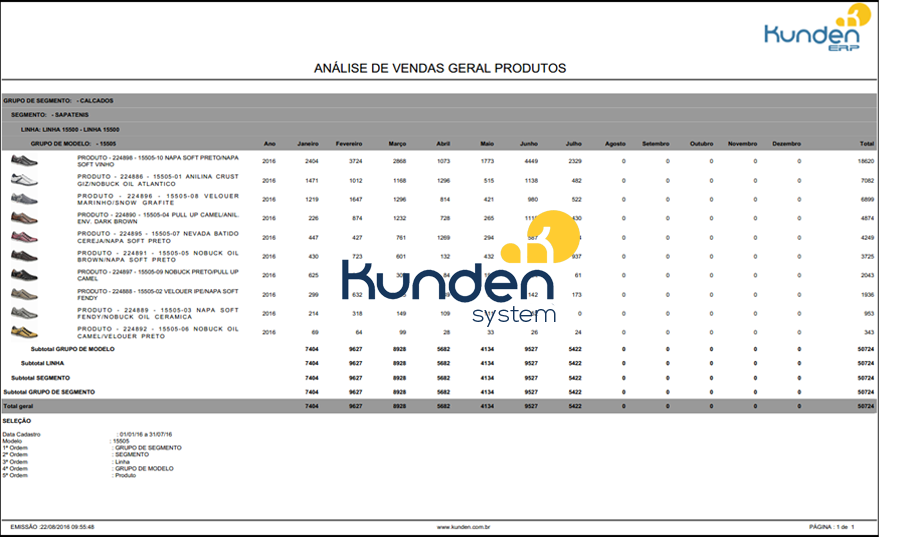 Kunden
ERP
ANÁLISE DE VENDAS GERAL PRODUTOS
GRUPO DE SEGMENTO: - CALCADOS
SEGMENTO: - SAPATENIS
LINHA: LINHA 15500 - LINHA 15500
GRUPO DE MODELO: - 15505 Ano Janeiro Fevereiro Março Abril Maio Junho Julho Agosto Setembro Outubro Novembro Dezembro Total
PRODUTO - 224898 - 15505-10 NAPA SOFT PRETO/NAPA
SOFT VINHO
2016 2404 3724 2868 1073 1773 4449 2329 0 0 0 0 0 18620
PRODUTO - 224886 - 15505-01 ANILINA CRUST
GIZ/NOBUCK OIL ATLANTICO
2016 1471 1012 1168 1296 515 1138 482 0 0 0 0 0 7082
PRODUTO - 224896 - 15505-08 VELOUER
MARINHO/SNOW GRAFITE
2016 1219 1647 1296 814 421 980 522 0 0 0 0 0 6899
PRODUTO - 224890 - 15505-04 PULL UP CAMEL/ANIL.
ENV. DARK BROWN
2016 226 874 1232 728 265 430 0 0 0 0 0 4874
PRODUTO - 224895 - 15505-07 NEVADA BATIDO
CEREJA/NAPA SOFT PRETO
2016 447 427 761 1269 294 0 0 0 0 0 4249
PRODUTO - 224891 - 15505-05 NOBUCK OIL
BROWN/NAPA SOFT PRETO
2016 430 723 601 132 432 937 0 0 0 0 0 3725
PRODUTO - 224897 - 15505-09 NOBUCK PRETO/PULL UP
CAMEL
2016 625 61 0 0 0 0 0 2043
PRODUTO - 224888 - 15505-02 VELOUER IPE/NAPA SOFT
FENDY
2016 299 632 142 173 0 0 0 0 0 1936
PRODUTO - 224889 - 15505-03 NAPA SOFT
FENDY/NOBUCK OIL CERAMICA
2016 214 318 149 109 0 0 0 0 0 0 953
PRODUTO - 224892 - 15505-06 NOBUCK OIL
CAMEL/VELOUER PRETO
2016 69 64 99 28 33 26 24 0 0 0 0 0 343
Kunden
system
Subtotal GRUPO DE MODELO 7404 9627 8928 5682 4134 9527 5422 0 0 0 0 0 50724
Subtotal LINHA 7404 9627 8928 5682 4134 9527 5422 0 0 0 0 0 50724
Subtotal SEGMENTO 7404 9627 8928 5682 4134 9527 5422 0 0 0 0 0 50724
Subtotal GRUPO DE SEGMENTO 7404 9627 8928 5682 4134 9527 5422 0 0 0 0 0 50724
Total geral 7404 9627 8928 5682 4134 9527 5422 0 0 0 0 0 50724
SELEÇÃO
Data Cadastro : 01/01/16 a 31/07/16
Modelo : 15505
1ª Ordem : GRUPO DE SEGMENTO
2ª Ordem : SEGMENTO
3ª Ordem : Linha
4ª Ordem : GRUPO DE MODELO
5ª Ordem : Produto
EMISSÃO :22/08/2016 09:55:48 www.kunden.com.br PÁGINA : 1 de 1